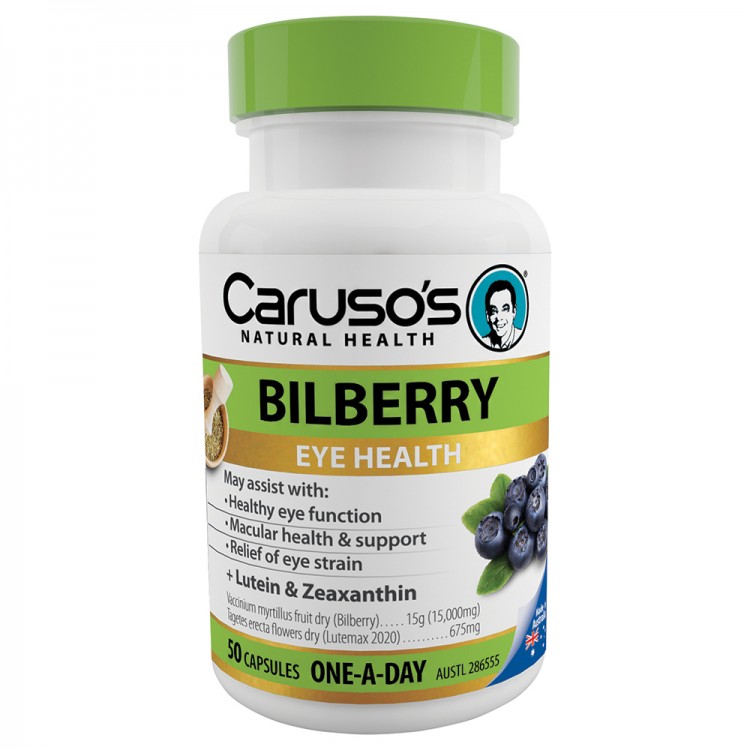 Caruso's®
NATURAL HEALTH
BILBERRY
EYE HEALTH
May assist with:
•Healthy eye function
•Macular health & support
•Relief of eye strain
+ Lutein & Zeaxanthin
Vaccinium myrtillus fruit dry (Bilberry)..... 15g (15,000mg)
Tagetes erecta flowers dry (Lutemax 2020).......... 675mg
50 CAPSULES ONE-A-DAY AUSTL 286555